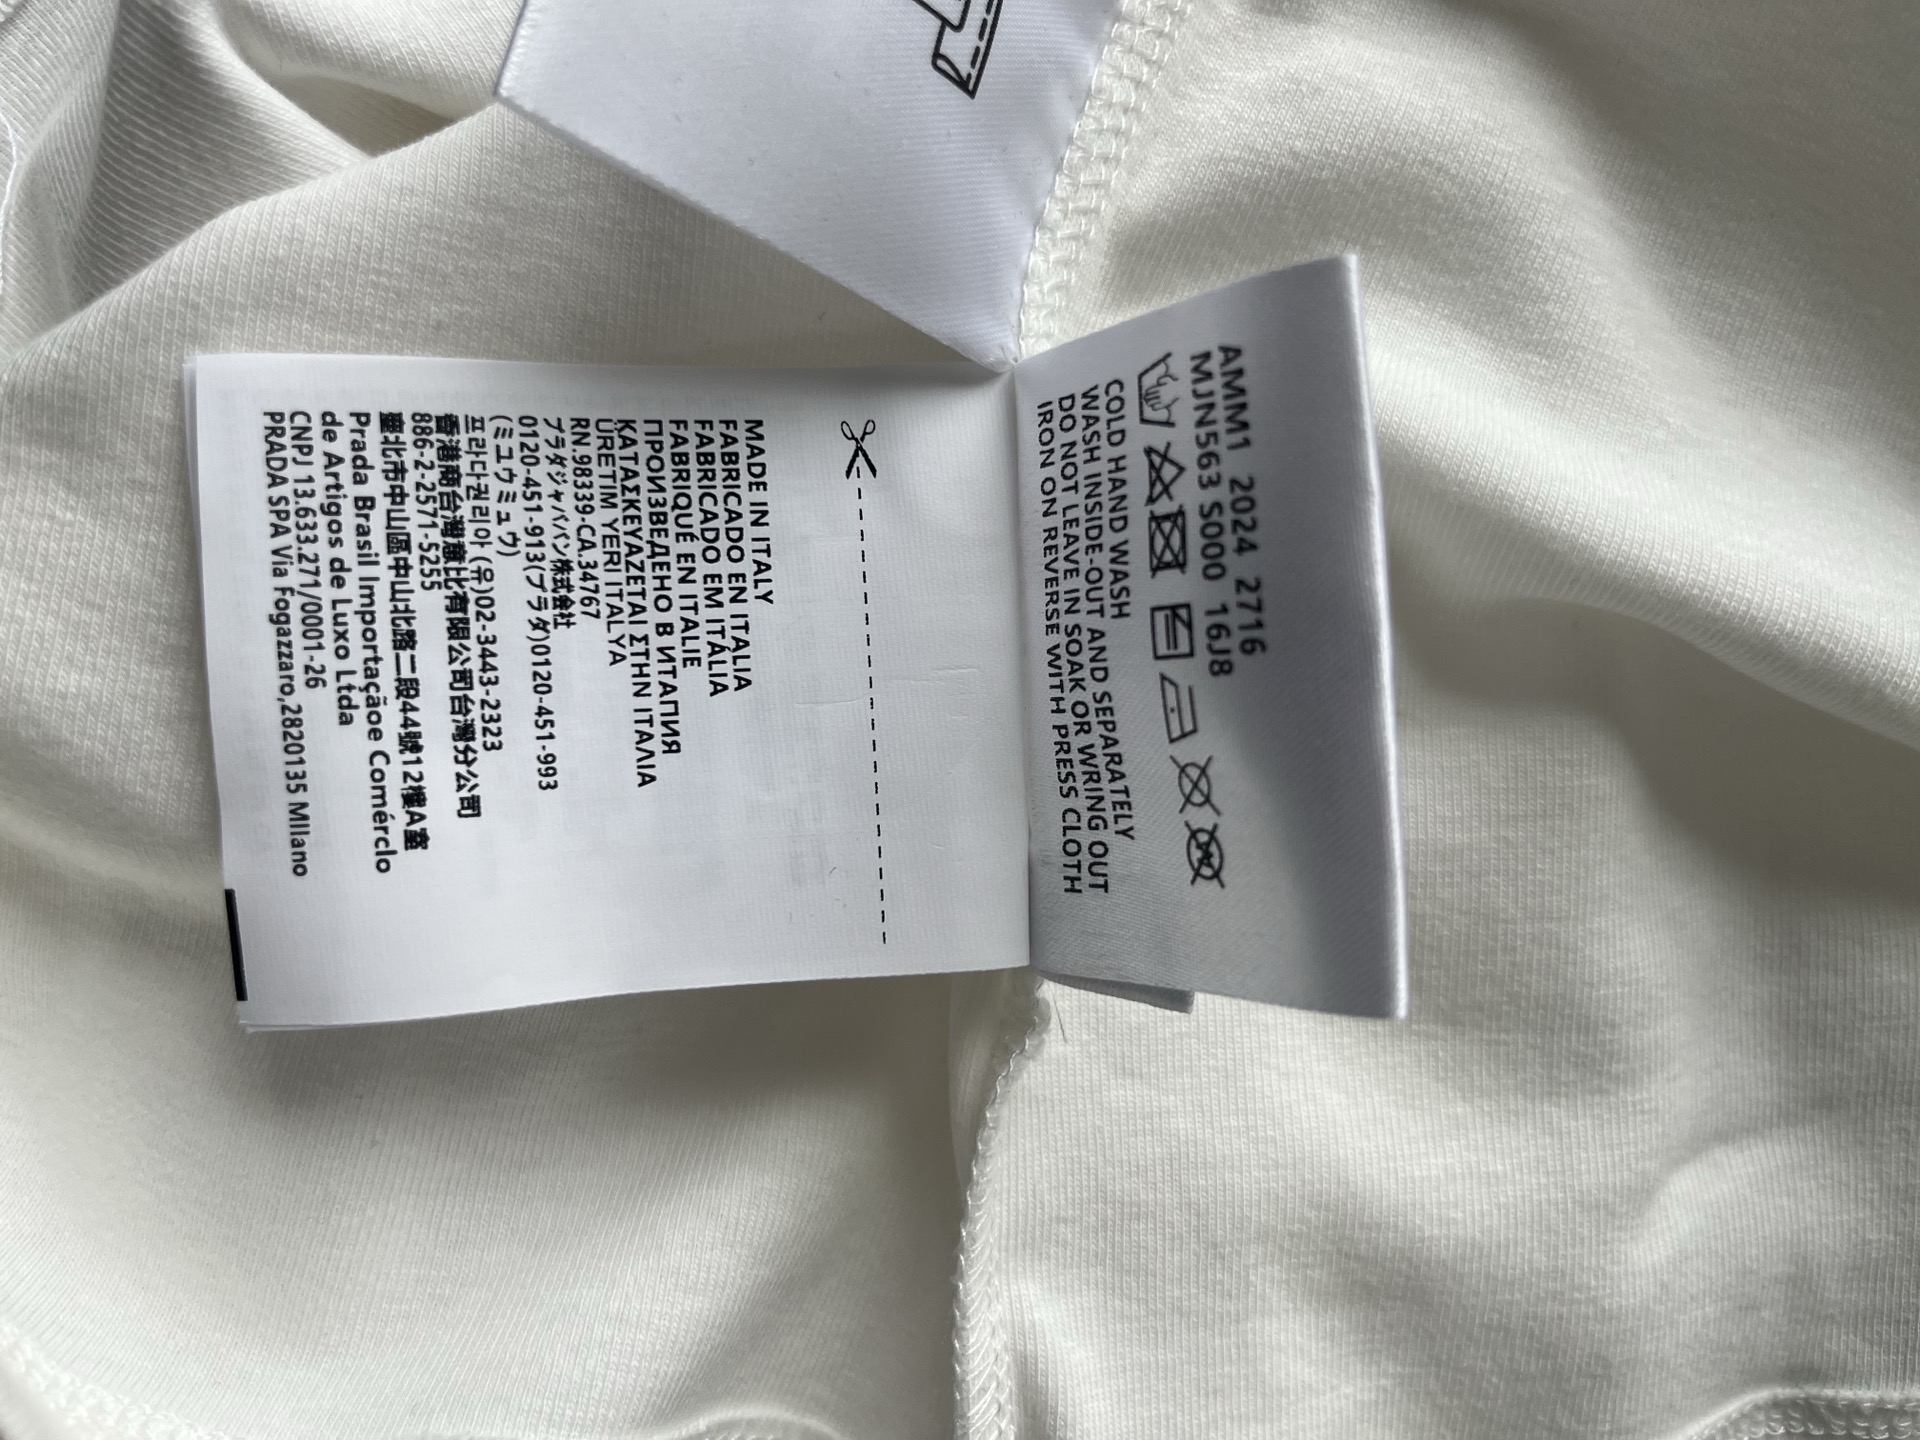 AMM1 2024 2716
MJN563 S000 16J8
COLD HAND WASH
WASH INSIDE-OUT AND SEPARATELY
DO NOT LEAVE IN SOAK OR WRING OUT
IRON ON REVERSE WITH PRESS CLOTH
MADE IN ITALY
FABRICADO EN ITALIA
FABRICADO EM ITÁLIA
FABRIQUÉ EN ITALIE
ПРОИЗВЕДЕНО В ИТАПИЯ
ΚΑΤΑΣΚΕΥΑΖΕΤΑΙ ΣΤΗΝ ΙΤΑΛΙΑ
ÜRETIM YERI ITALYA
RN.98339-CA.34767
プラダジャパパン株式会社
0120-451-913(プラダ)0120-451-993
(ミユウミュウ)
프라다귄리아 (유)02-3443-2323
香港商台灣意比有限公司台灣分公司
886-2-2571-5255
臺北市中山區中山北路二段44號12樓A室
Prada Brasil Importaçãoe Comérclo
de Artigos de Luxo Ltda
CNPJ 13.633.271/0001-26
PRADA SPA Via Fogazzaro,2820135 MIlano